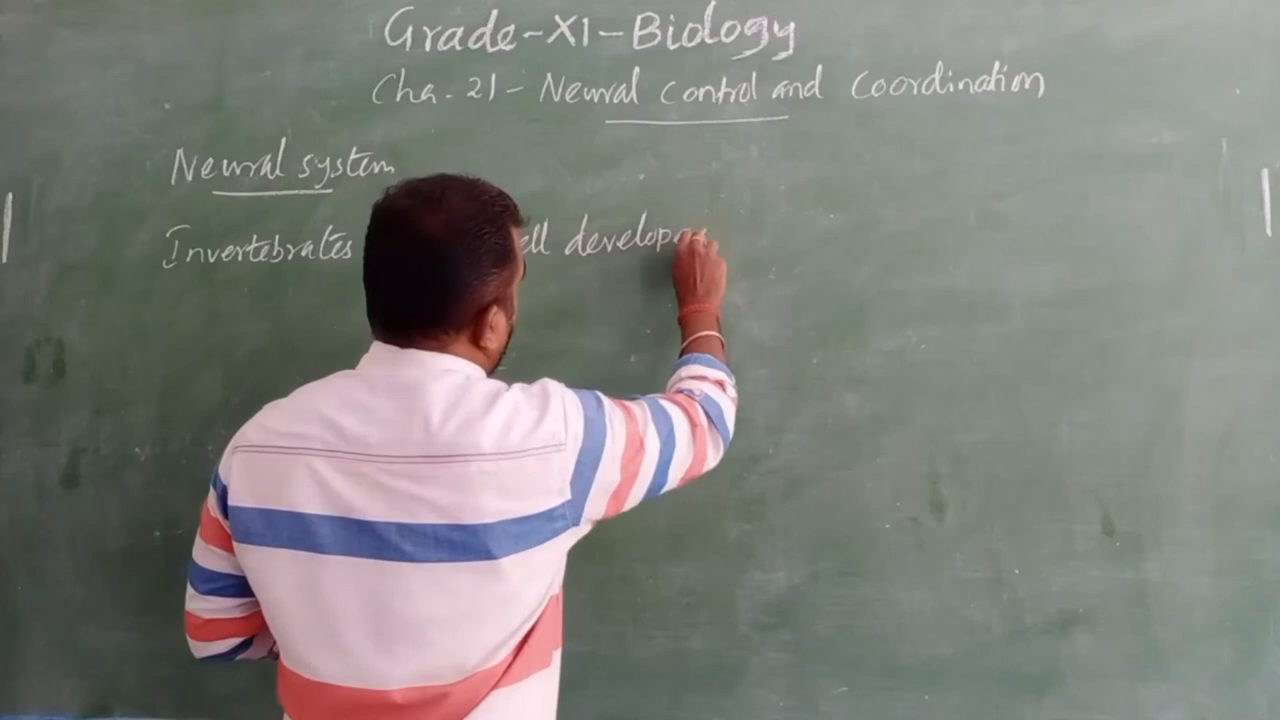 Grade-XI-Biology
Cha. 21 - Neural control and Coordination
Neural system
Invertebrates ell develop